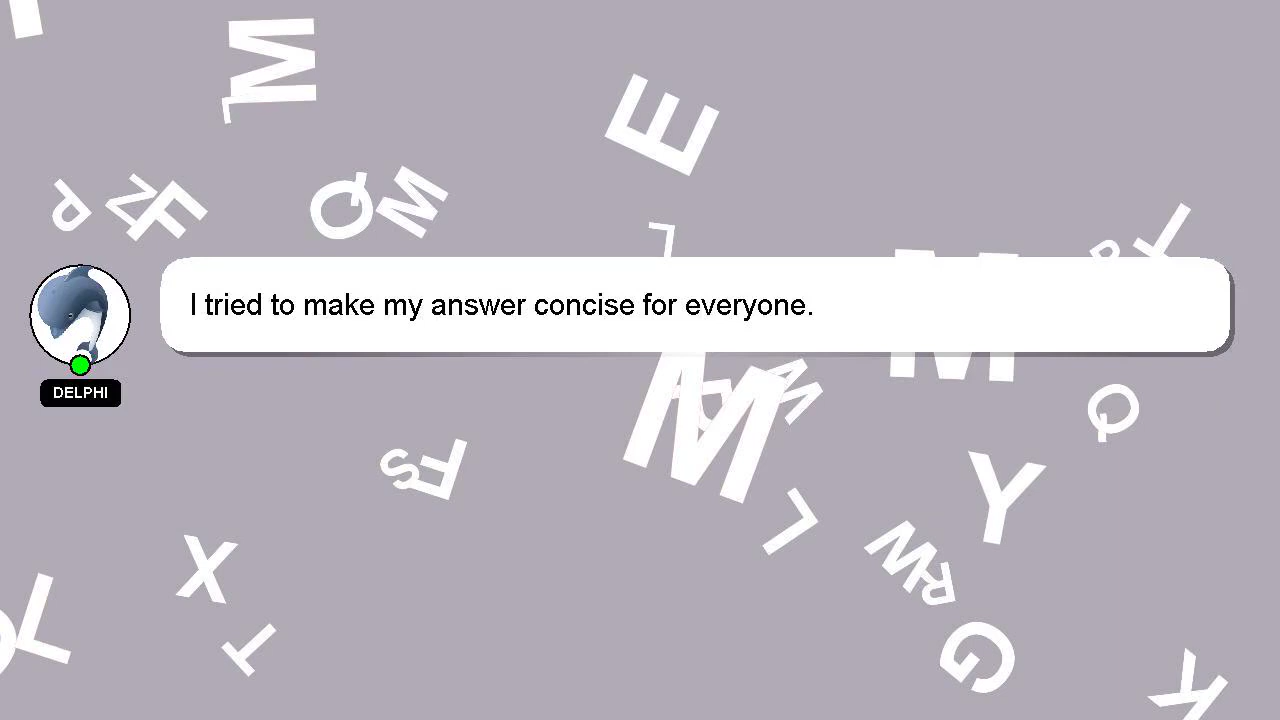 I tried to make my answer concise for everyone.
DELPHI
M
L
E
P
Z
F
Q
M
L
R
T
M
M
W
Q
S
F
Y
L
W
R
X
T
G
L
K